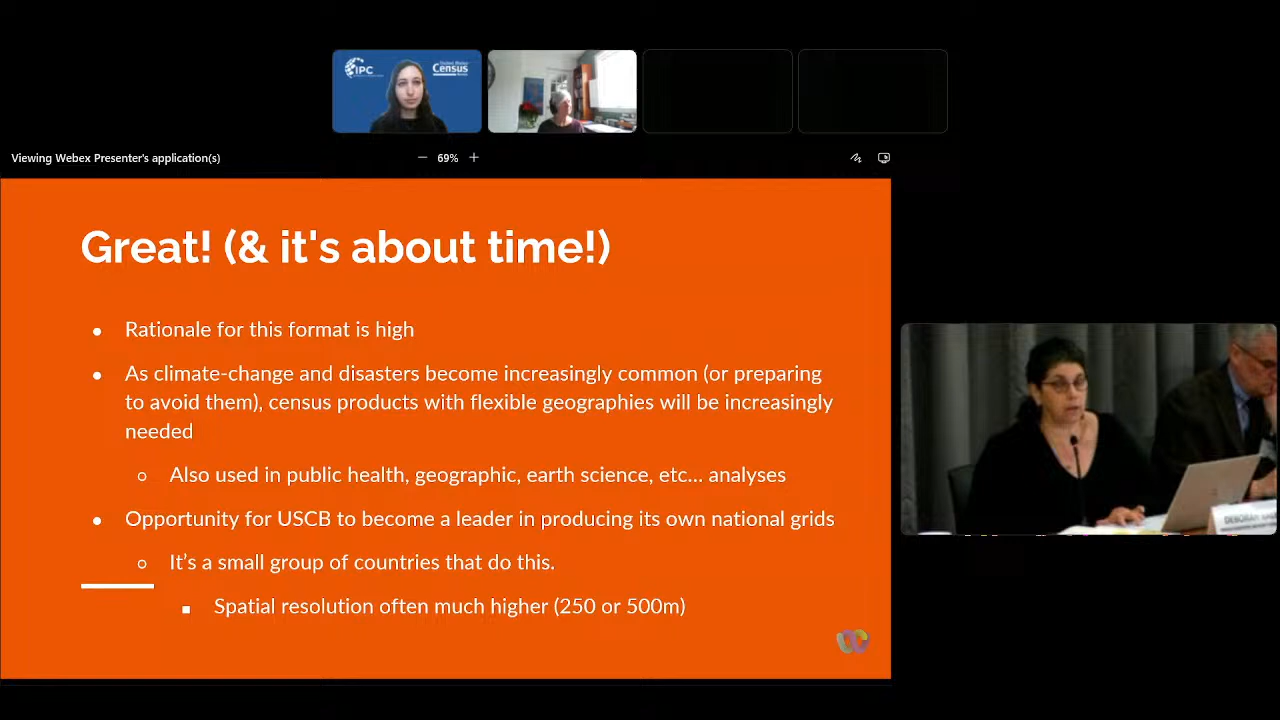 IPC
United States
Census
Viewing Webex Presenter's application(s)
69%
Great! (& it's about time!)
Rationale for this format is high
As climate-change and disasters become increasingly common (or preparing
to avoid them), census products with flexible geographies will be increasingly
needed
Also used in public health, geographic, earth science, etc... analyses
Opportunity for USCB to become a leader in producing its own national grids
It’s a small group of countries that do this.
Spatial resolution often much higher (250 or 500m)
DEBORAH